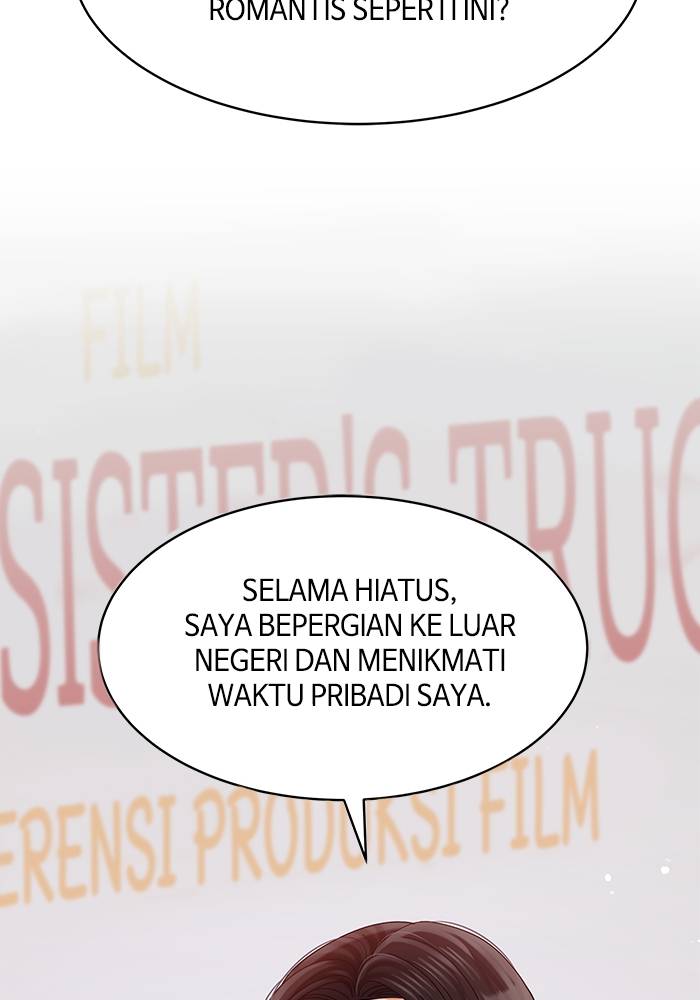 ROMANTIS SEPERTI INI?
FILM
SISTER'S TRUC
SELAMA HIATUS,
SAYA BEPERGIAN KE LUAR
NEGERI DAN MENIKMATI
WAKTU PRIBADI SAYA.
ERENSI PRODUKSI FILM